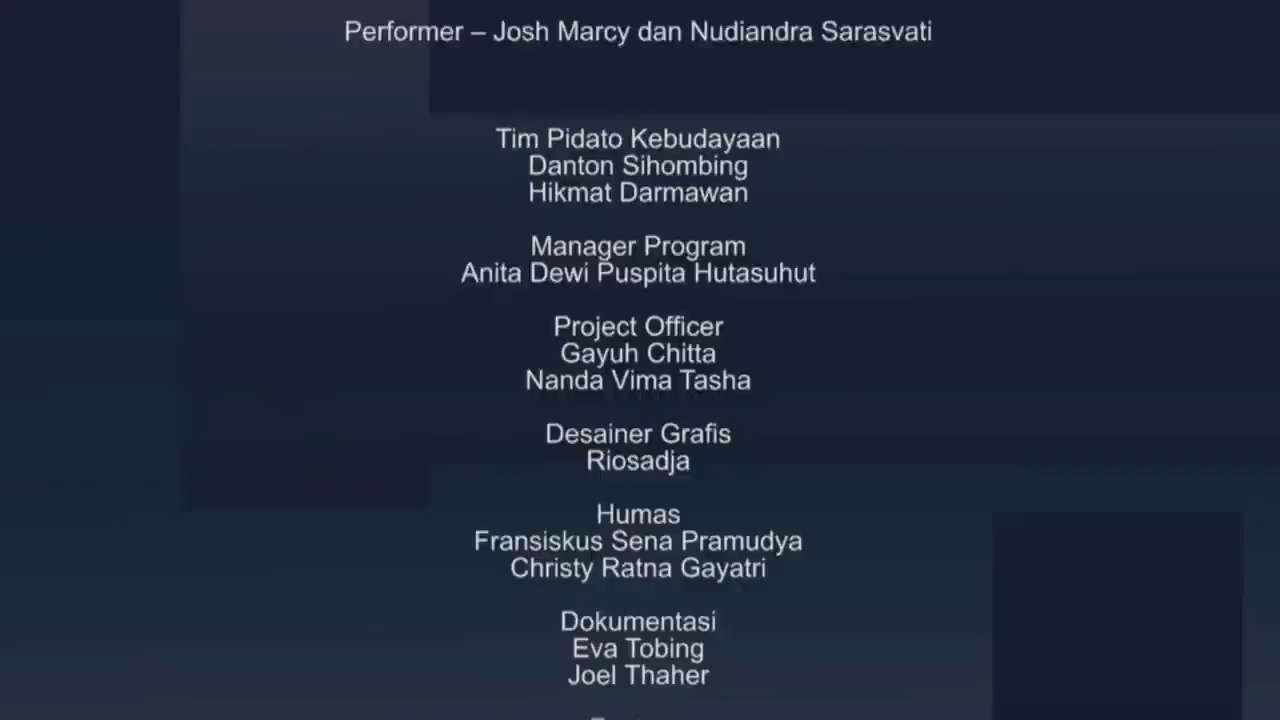 Performer – Josh Marcy dan Nudiandra Sarasvati
Tim Pidato Kebudayaan
Danton Sihombing
Hikmat Darmawan
Manager Program
Anita Dewi Puspita Hutasuhut
Project Officer
Gayuh Chitta
Nanda Vima Tasha
Desainer Grafis
Riosadja
Humas
Fransiskus Sena Pramudya
Christy Ratna Gayatri
Dokumentasi
Eva Tobing
Joel Thaher